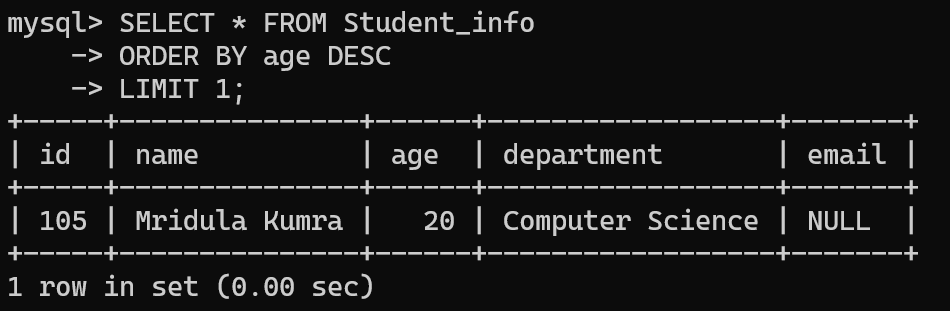 mysql> SELECT * FROM Student_info
    -> ORDER BY age DESC
    -> LIMIT 1;
+-----+---------------+------+------------------+-------+
| id  | name          | age  | department       | email |
+-----+---------------+------+------------------+-------+
| 105 | Mridula Kumra |   20 | Computer Science | NULL  |
+-----+---------------+------+------------------+-------+
1 row in set (0.00 sec)